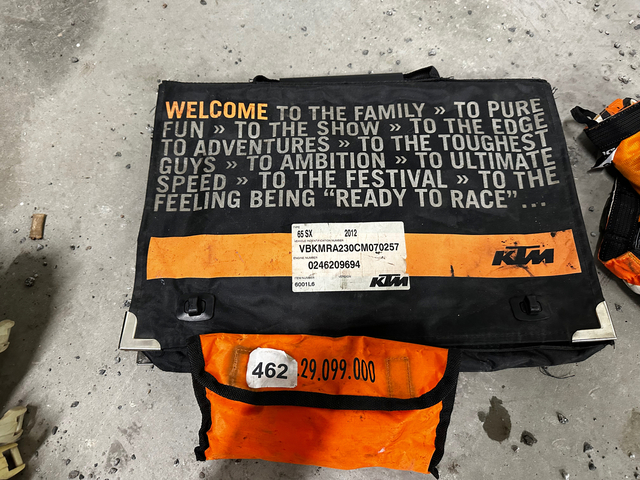 WELCOME TO THE FAMILY » TO PURE
FUN » TO THE SHOW » TO THE EDGE
TO ADVENTURES » TO THE TOUGHEST
GUYS » TO AMBITION » TO ULTIMATE
SPEED » TO THE FESTIVAL » TO THE
FEELING BEING “READY TO RACE”...
65 SX 2012
VBKMRA230CM070257
ENGINE NUMBER
0246209694
6001L6
KTM
KTM
462 .29.099.000